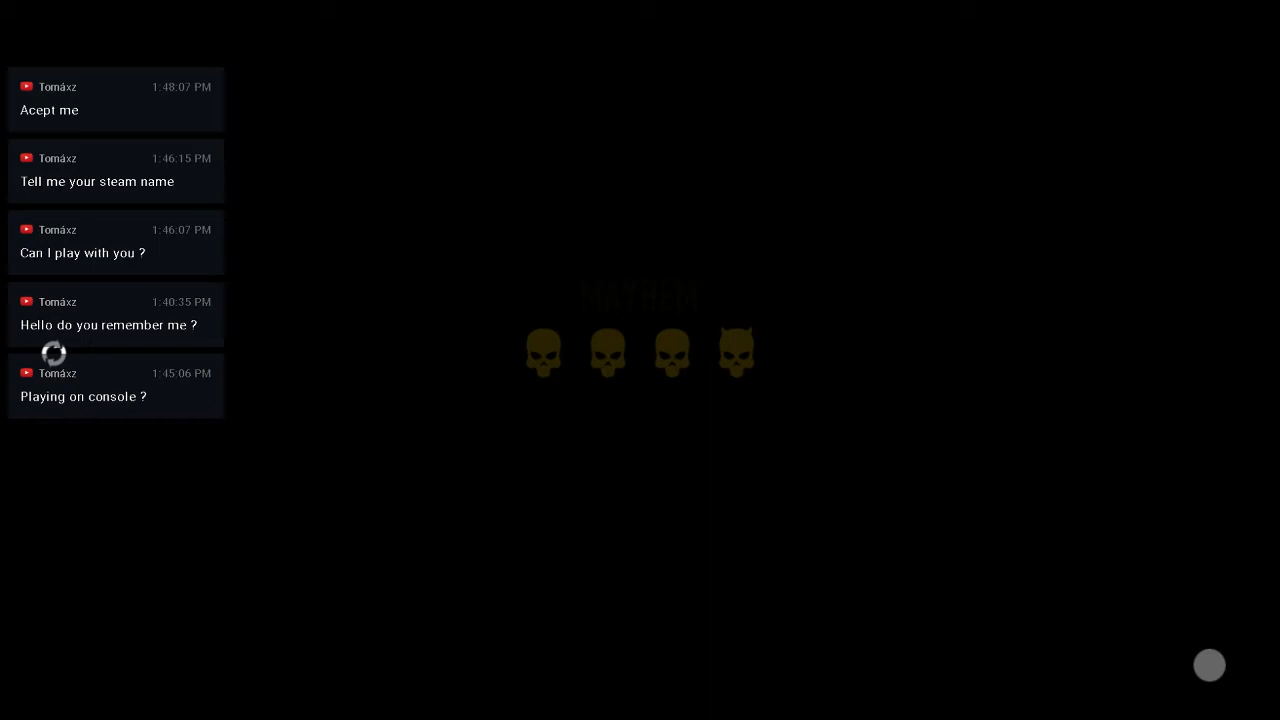 Tomáxz 1:48:07 PM
Acept me
Tomáxz 1:46:15 PM
Tell me your steam name
Tomáxz 1:46:07 PM
Can I play with you ?
Tomáxz 1:40:35 PM
Hello do you remember me ?
Tomáxz 1:45:06 PM
Playing on console ?
MAYHEM